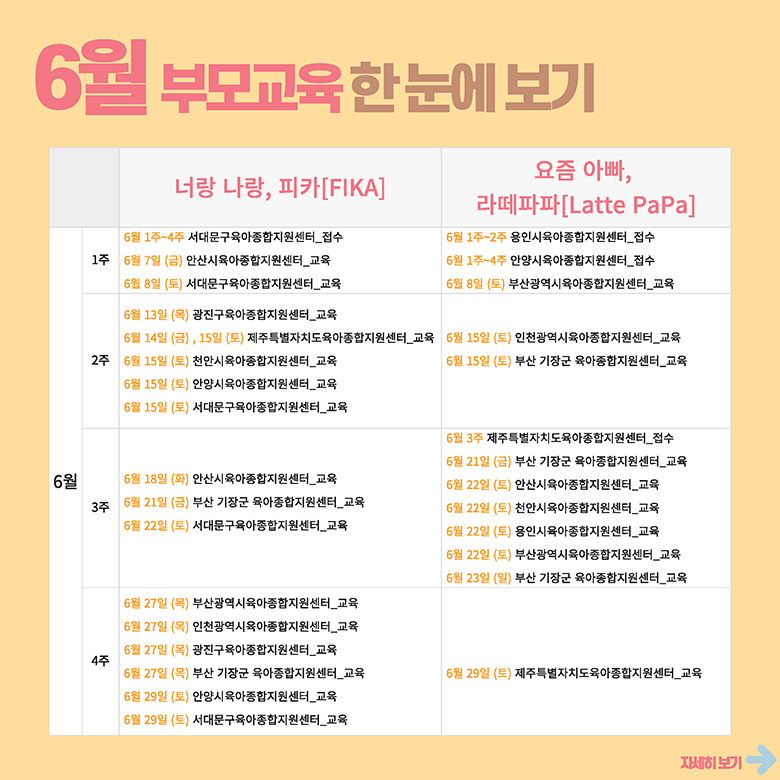 6월 부모교육 한 눈에 보기
너랑 나랑, 피카[FIKA]
요즘 아빠,
라떼파파[Latte PaPa]
6월
1주
6월 1주~4주 서대문구육아종합지원센터_접수
6월 7일 (금) 안산시육아종합지원센터_교육
6월 8일 (토) 서대문구육아종합지원센터_교육
6월 1주~2주 용인시육아종합지원센터_접수
6월 1주~4주 안양시육아종합지원센터_접수
6월 8일 (토) 부산광역시육아종합지원센터_교육
2주
6월 13일 (목) 광진구육아종합지원센터_교육
6월 14일 (금) , 15일 (토) 제주특별자치도육아종합지원센터_교육
6월 15일 (토) 천안시육아종합지원센터_교육
6월 15일 (토) 안양시육아종합지원센터_교육
6월 15일 (토) 서대문구육아종합지원센터_교육
6월 15일 (토) 인천광역시육아종합지원센터_교육
6월 15일 (토) 부산 기장군 육아종합지원센터_교육
3주
6월 18일 (화) 안산시육아종합지원센터_교육
6월 21일 (금) 부산 기장군 육아종합지원센터_교육
6월 22일 (토) 서대문구육아종합지원센터_교육
6월 3주 제주특별자치도육아종합지원센터_접수
6월 21일 (금) 부산 기장군 육아종합지원센터_교육
6월 22일 (토) 안산시육아종합지원센터_교육
6월 22일 (토) 천안시육아종합지원센터_교육
6월 22일 (토) 용인시육아종합지원센터_교육
6월 22일 (토) 부산광역시육아종합지원센터_교육
6월 23일 (일) 부산 기장군 육아종합지원센터_교육
4주
6월 27일 (목) 부산광역시육아종합지원센터_교육
6월 27일 (목) 인천광역시육아종합지원센터_교육
6월 27일 (목) 광진구육아종합지원센터_교육
6월 27일 (목) 부산 기장군 육아종합지원센터_교육
6월 29일 (토) 안양시육아종합지원센터_교육
6월 29일 (토) 서대문구육아종합지원센터_교육
6월 29일 (토) 제주특별자치도육아종합지원센터_교육
자세히 보기